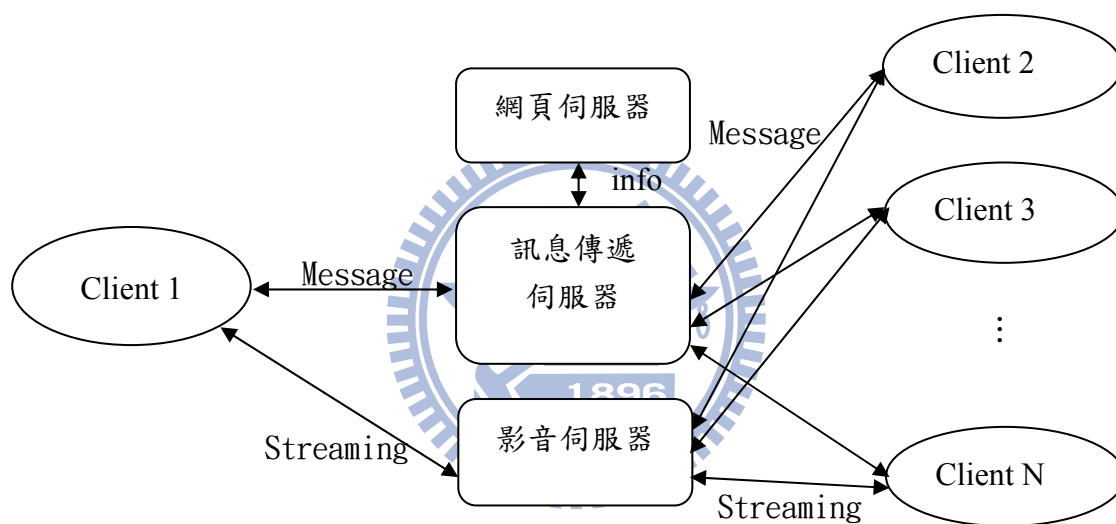 Client 2
網頁伺服器
Message
info
Client 3
訊息傳遞
伺服器
Message
Client 1
⋮
1896
影音伺服器
Streaming
Client N
Streaming